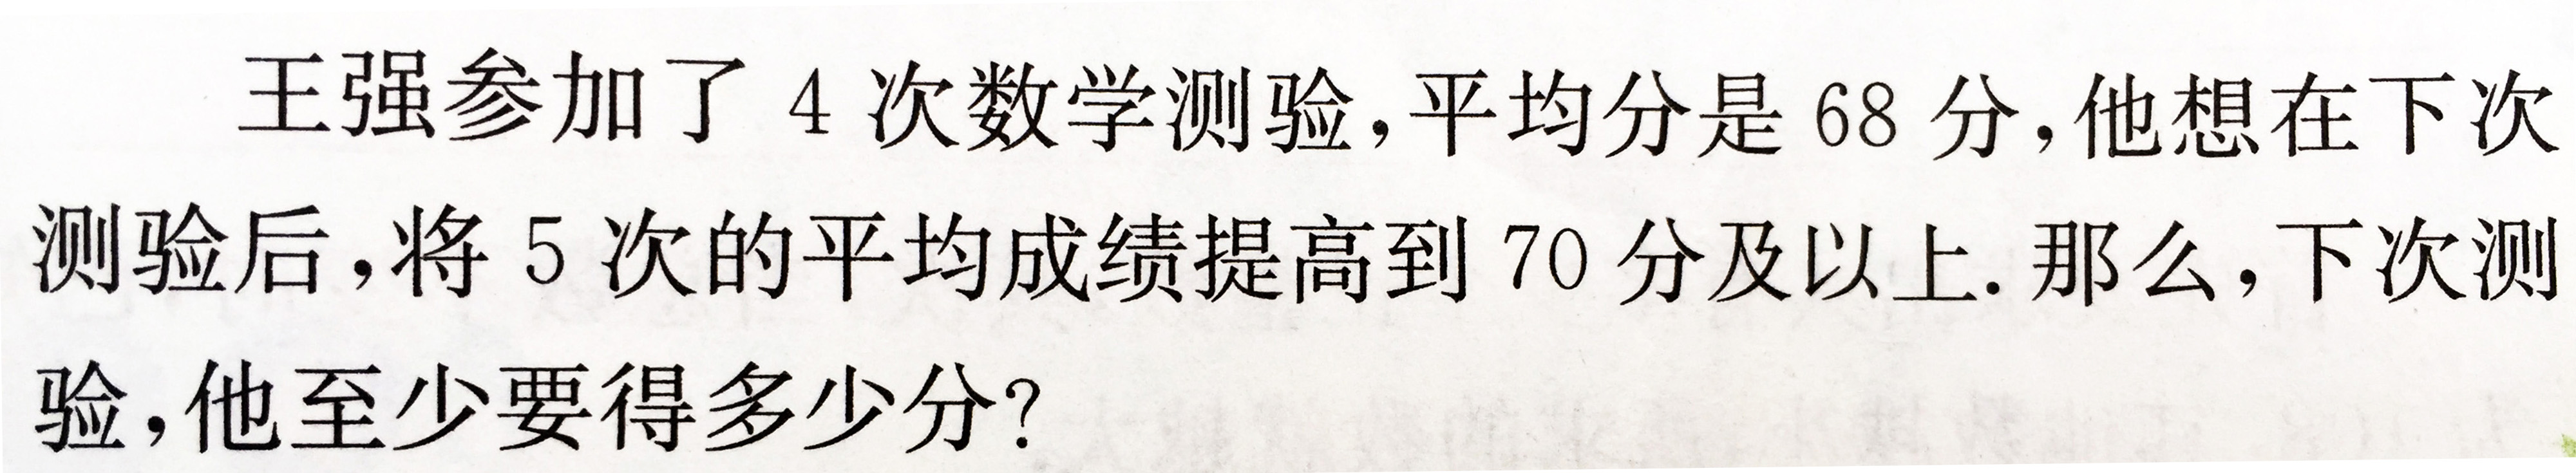 王强参加了 4 次数学测验,平均分是 68 分,他想在下次
测验后,将 5 次的平均成绩提高到 70 分及以上. 那么,下次测
验,他至少要得多少分?